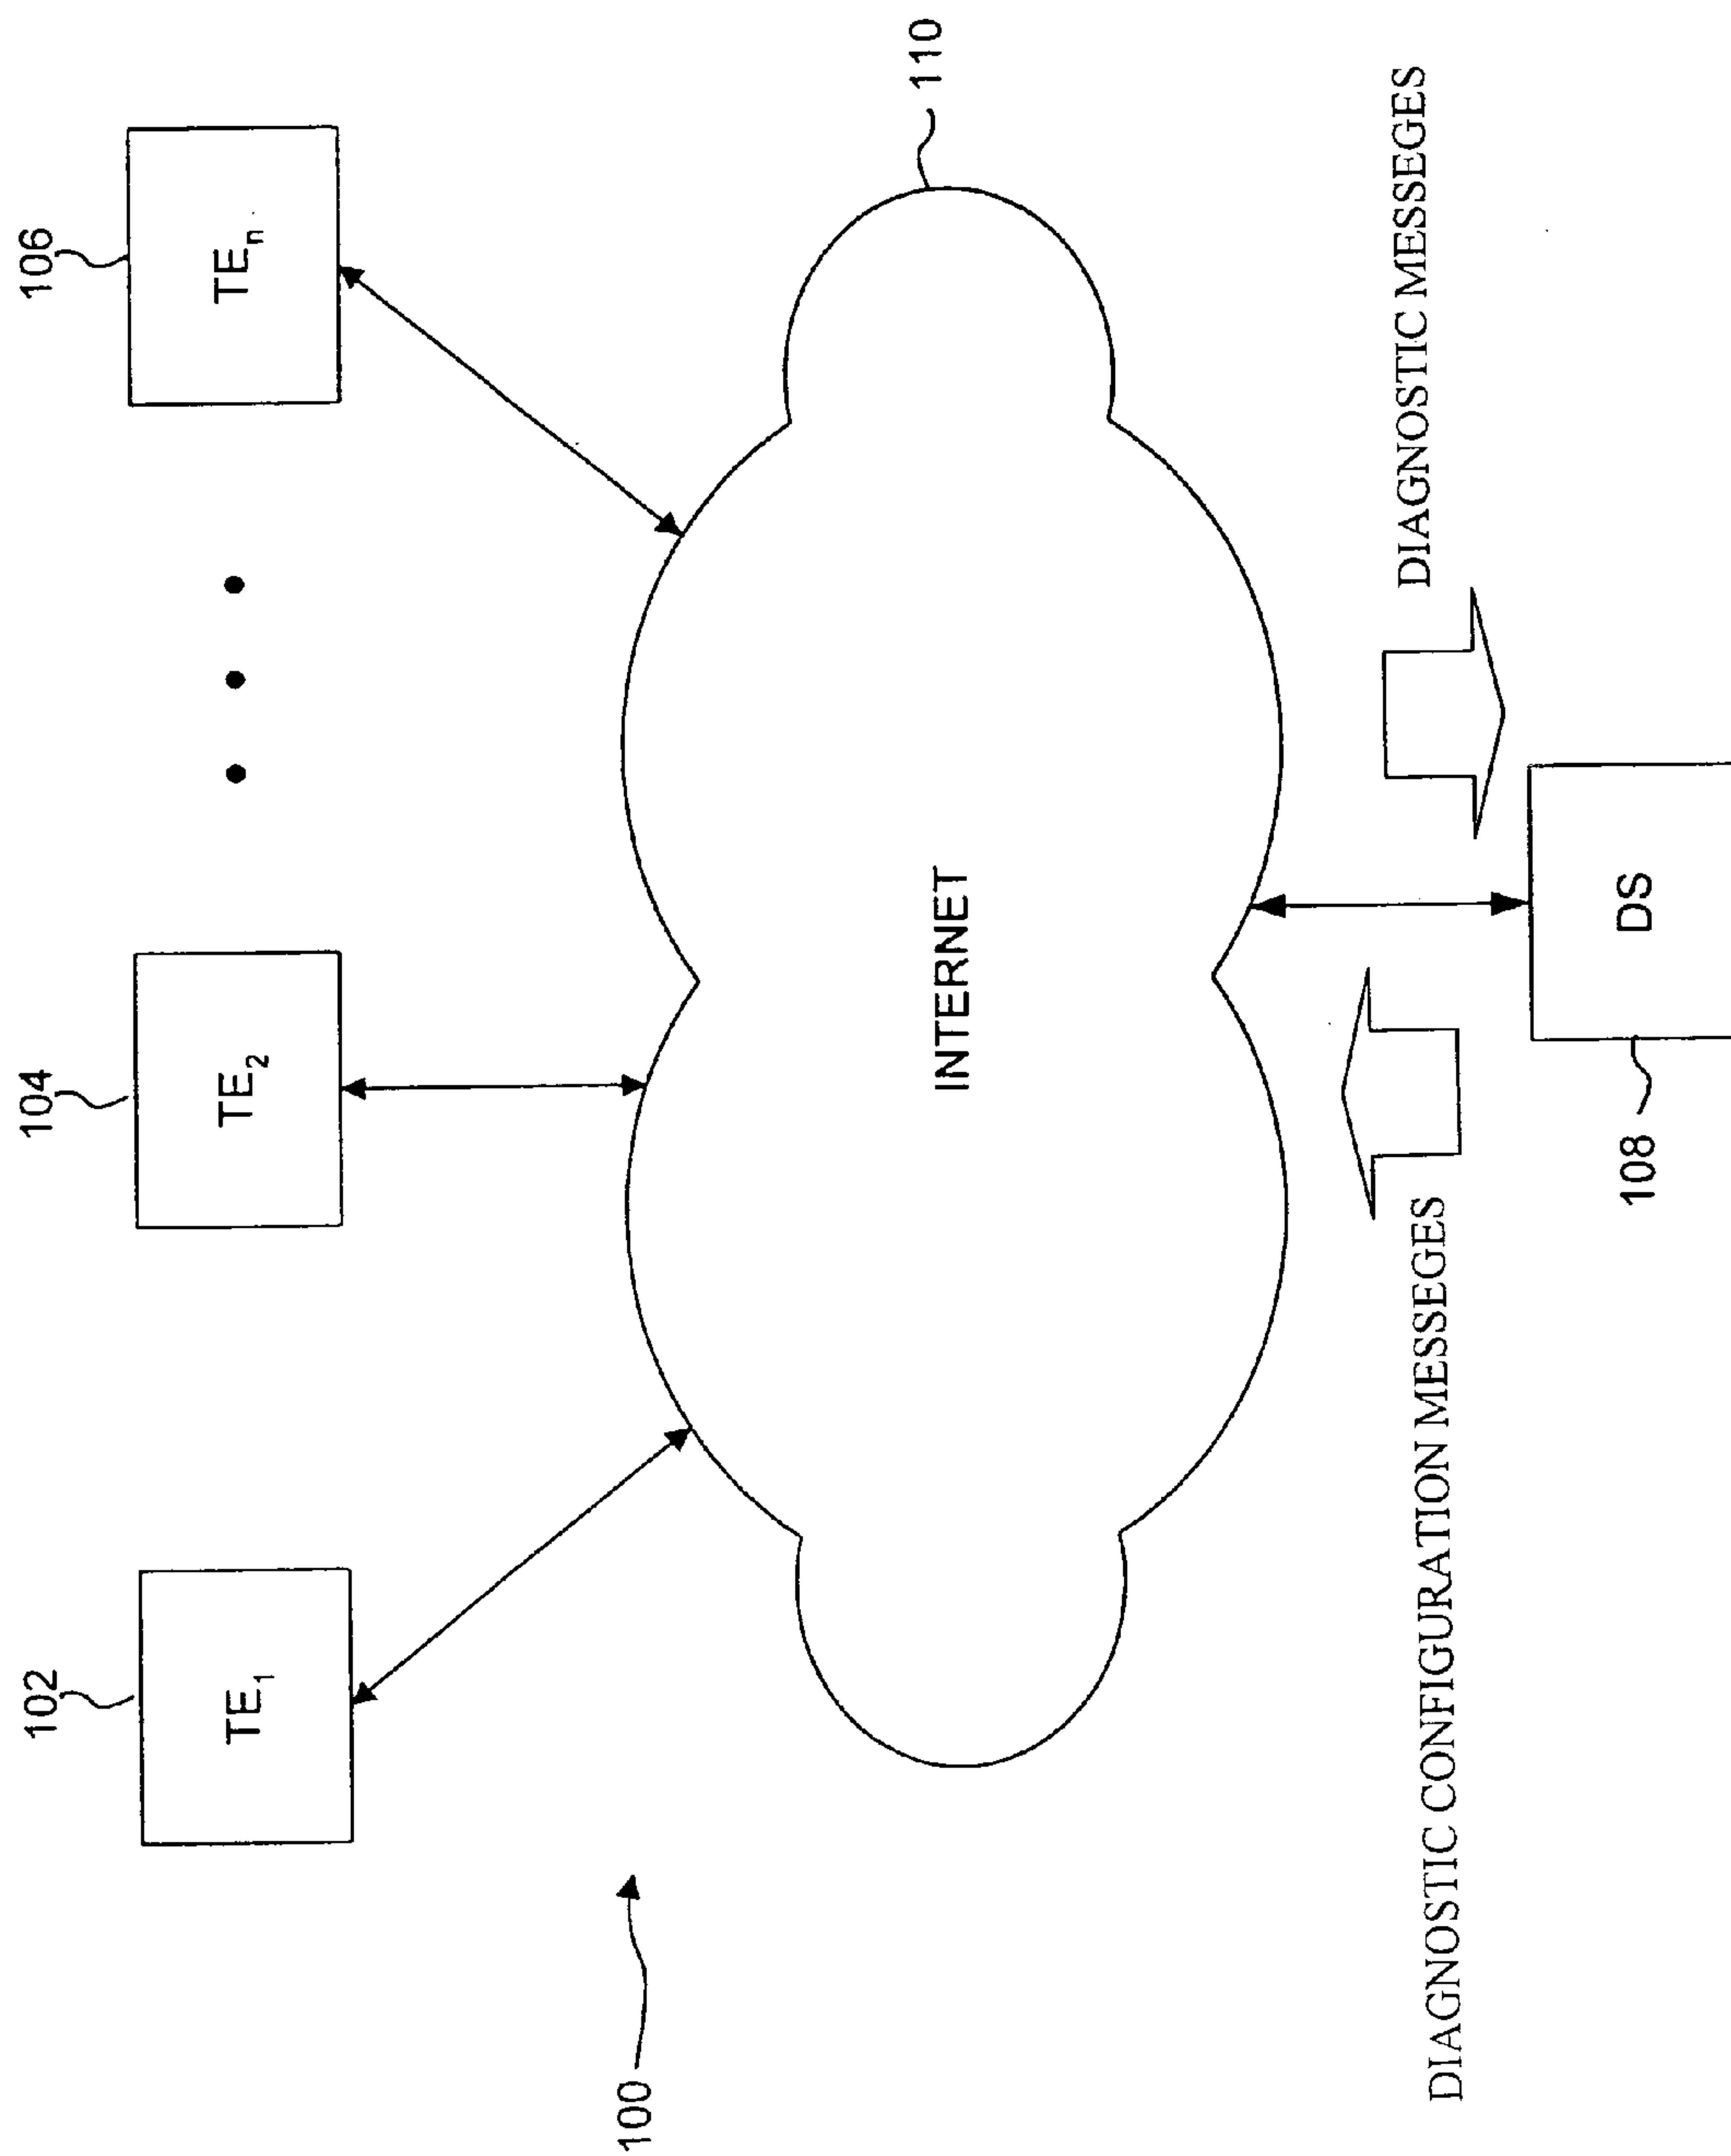 102
104
106
TE1
TE2
TEn
100
INTERNET
110
DIAGNOSTIC CONFIGURATION MESSEGES
DIAGNOSTIC MESSEGES
108
DS